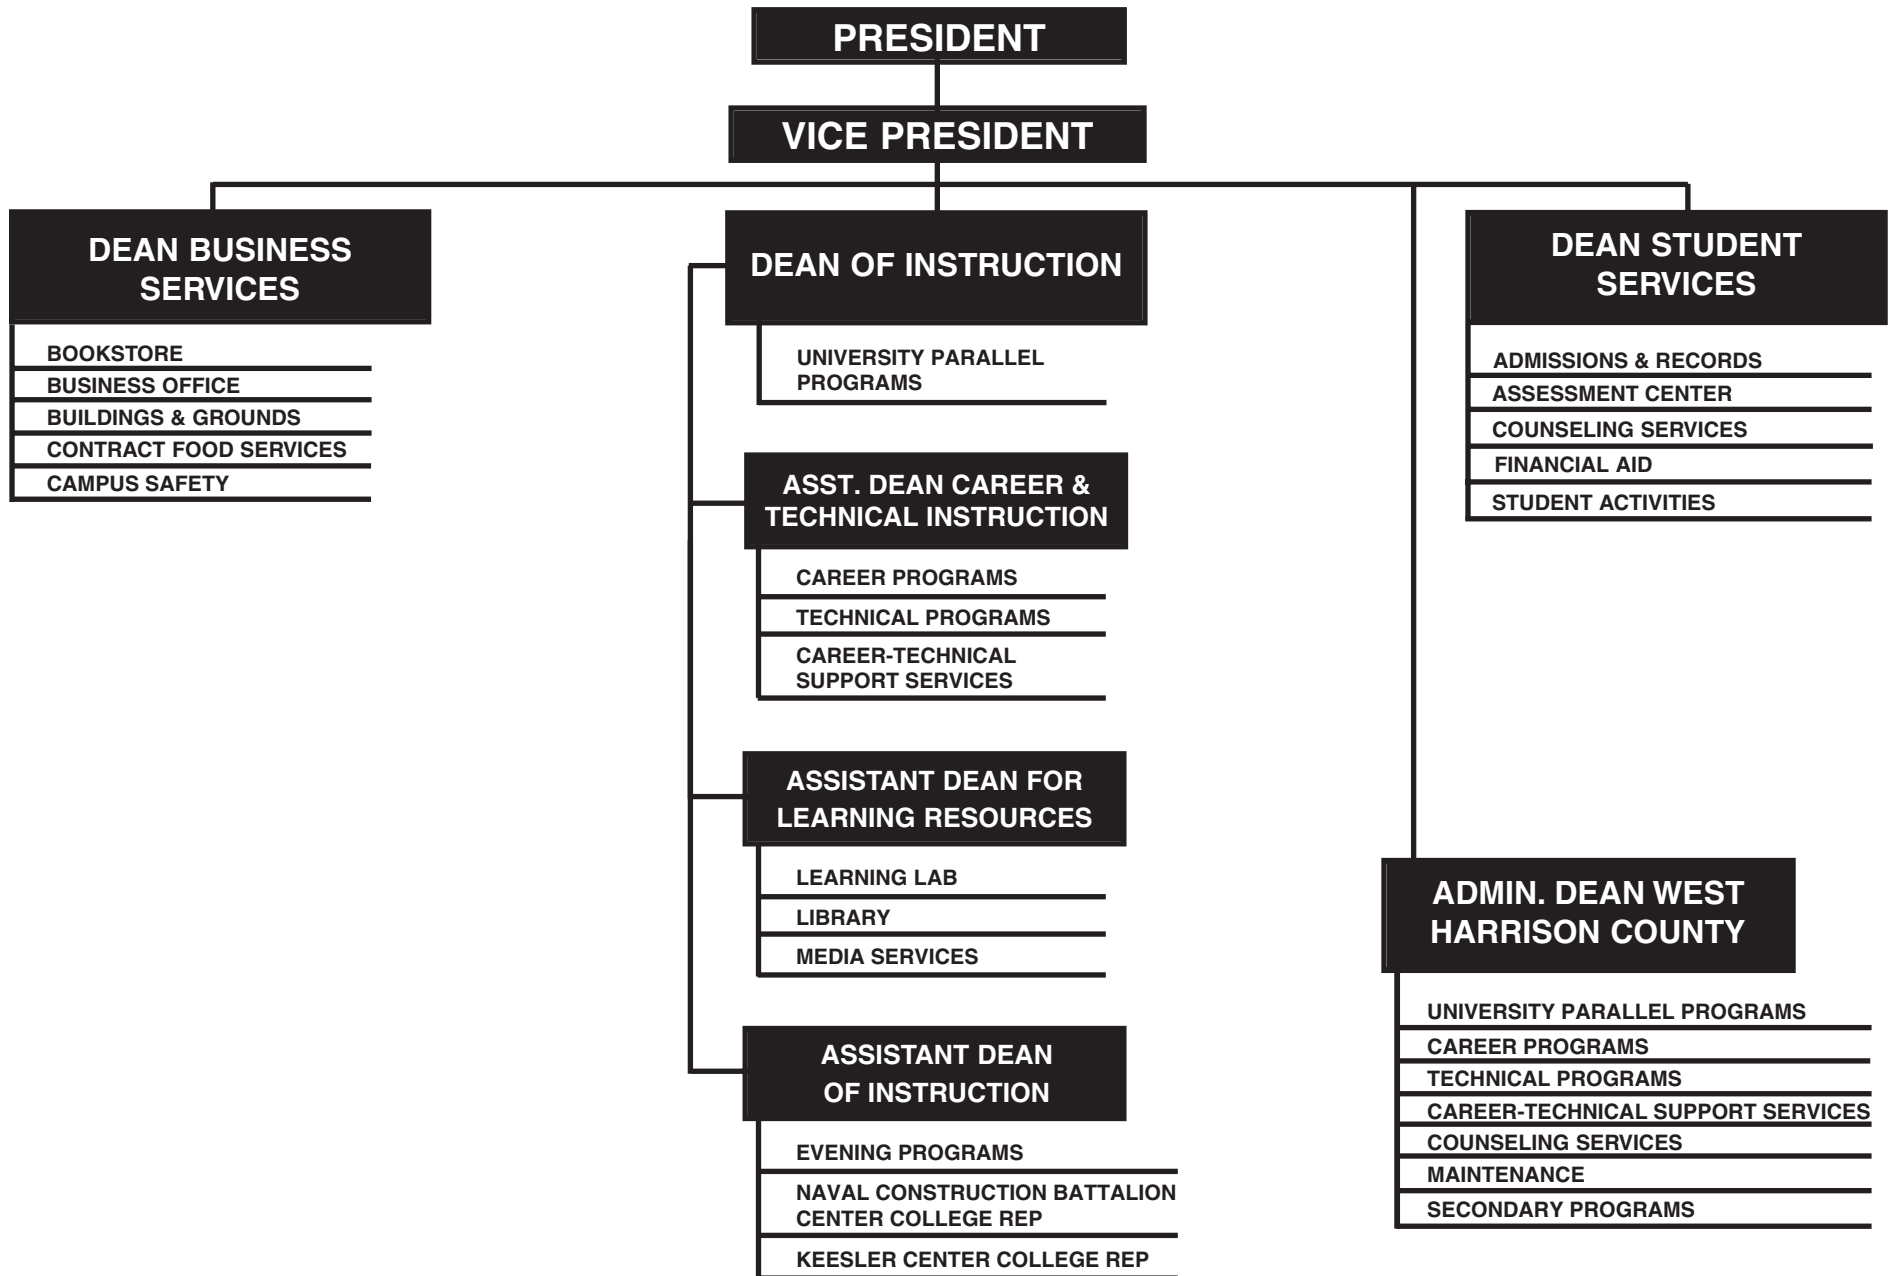 PRESIDENT
VICE PRESIDENT
DEAN BUSINESS
SERVICES
BOOKSTORE
BUSINESS OFFICE
BUILDINGS & GROUNDS
CONTRACT FOOD SERVICES
CAMPUS SAFETY
DEAN OF INSTRUCTION
UNIVERSITY PARALLEL
PROGRAMS
ASST. DEAN CAREER &
TECHNICAL INSTRUCTION
CAREER PROGRAMS
TECHNICAL PROGRAMS
CAREER-TECHNICAL
SUPPORT SERVICES
ASSISTANT DEAN FOR
LEARNING RESOURCES
LEARNING LAB
LIBRARY
MEDIA SERVICES
ASSISTANT DEAN
OF INSTRUCTION
EVENING PROGRAMS
NAVAL CONSTRUCTION BATTALION
CENTER COLLEGE REP
KEESLER CENTER COLLEGE REP
DEAN STUDENT
SERVICES
ADMISSIONS & RECORDS
ASSESSMENT CENTER
COUNSELING SERVICES
FINANCIAL AID
STUDENT ACTIVITIES
ADMIN. DEAN WEST
HARRISON COUNTY
UNIVERSITY PARALLEL PROGRAMS
CAREER PROGRAMS
TECHNICAL PROGRAMS
CAREER-TECHNICAL SUPPORT SERVICES
COUNSELING SERVICES
MAINTENANCE
SECONDARY PROGRAMS